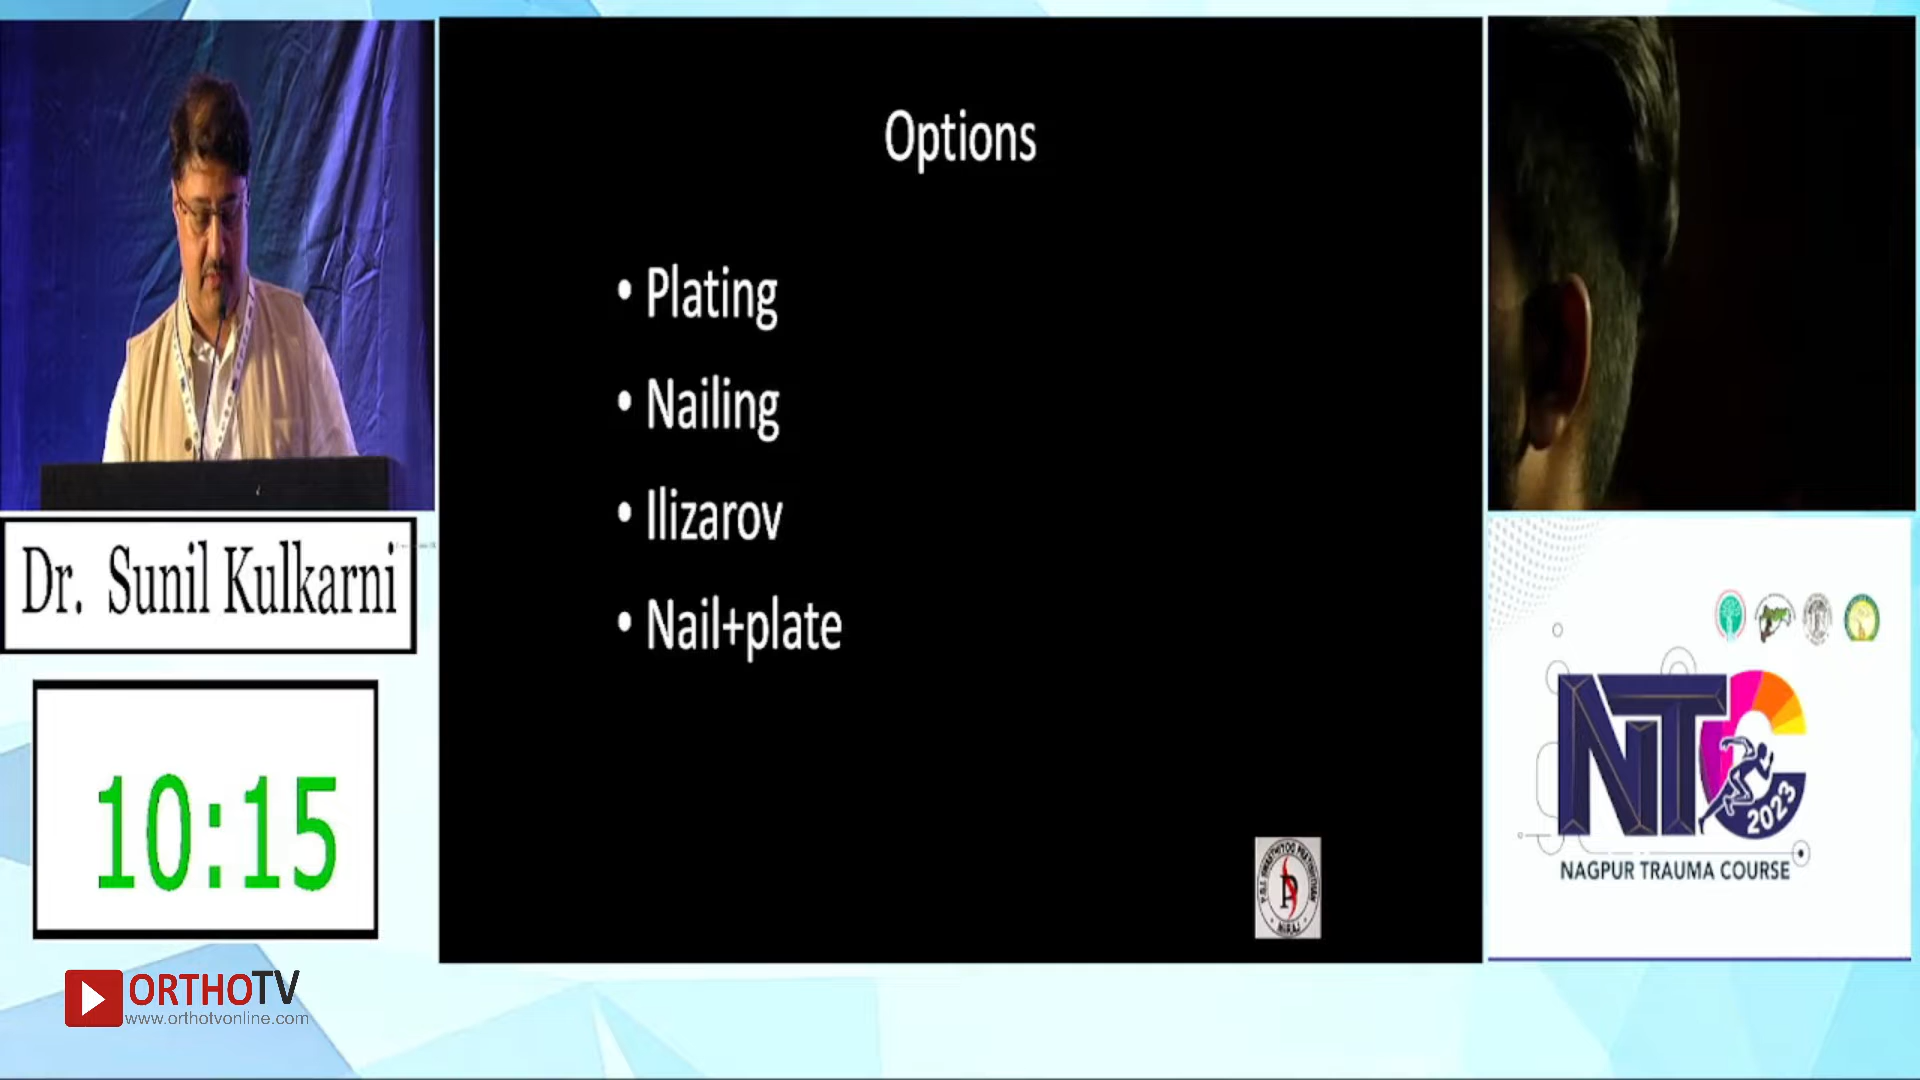 Dr. Sunil Kulkarni
10:15
ORTHOTV
www.orthotvonline.com
Options
• Plating
• Nailing
• Ilizarov
• Nail+plate
MIRAJ
NTC
2023
NAGPUR TRAUMA COURSE